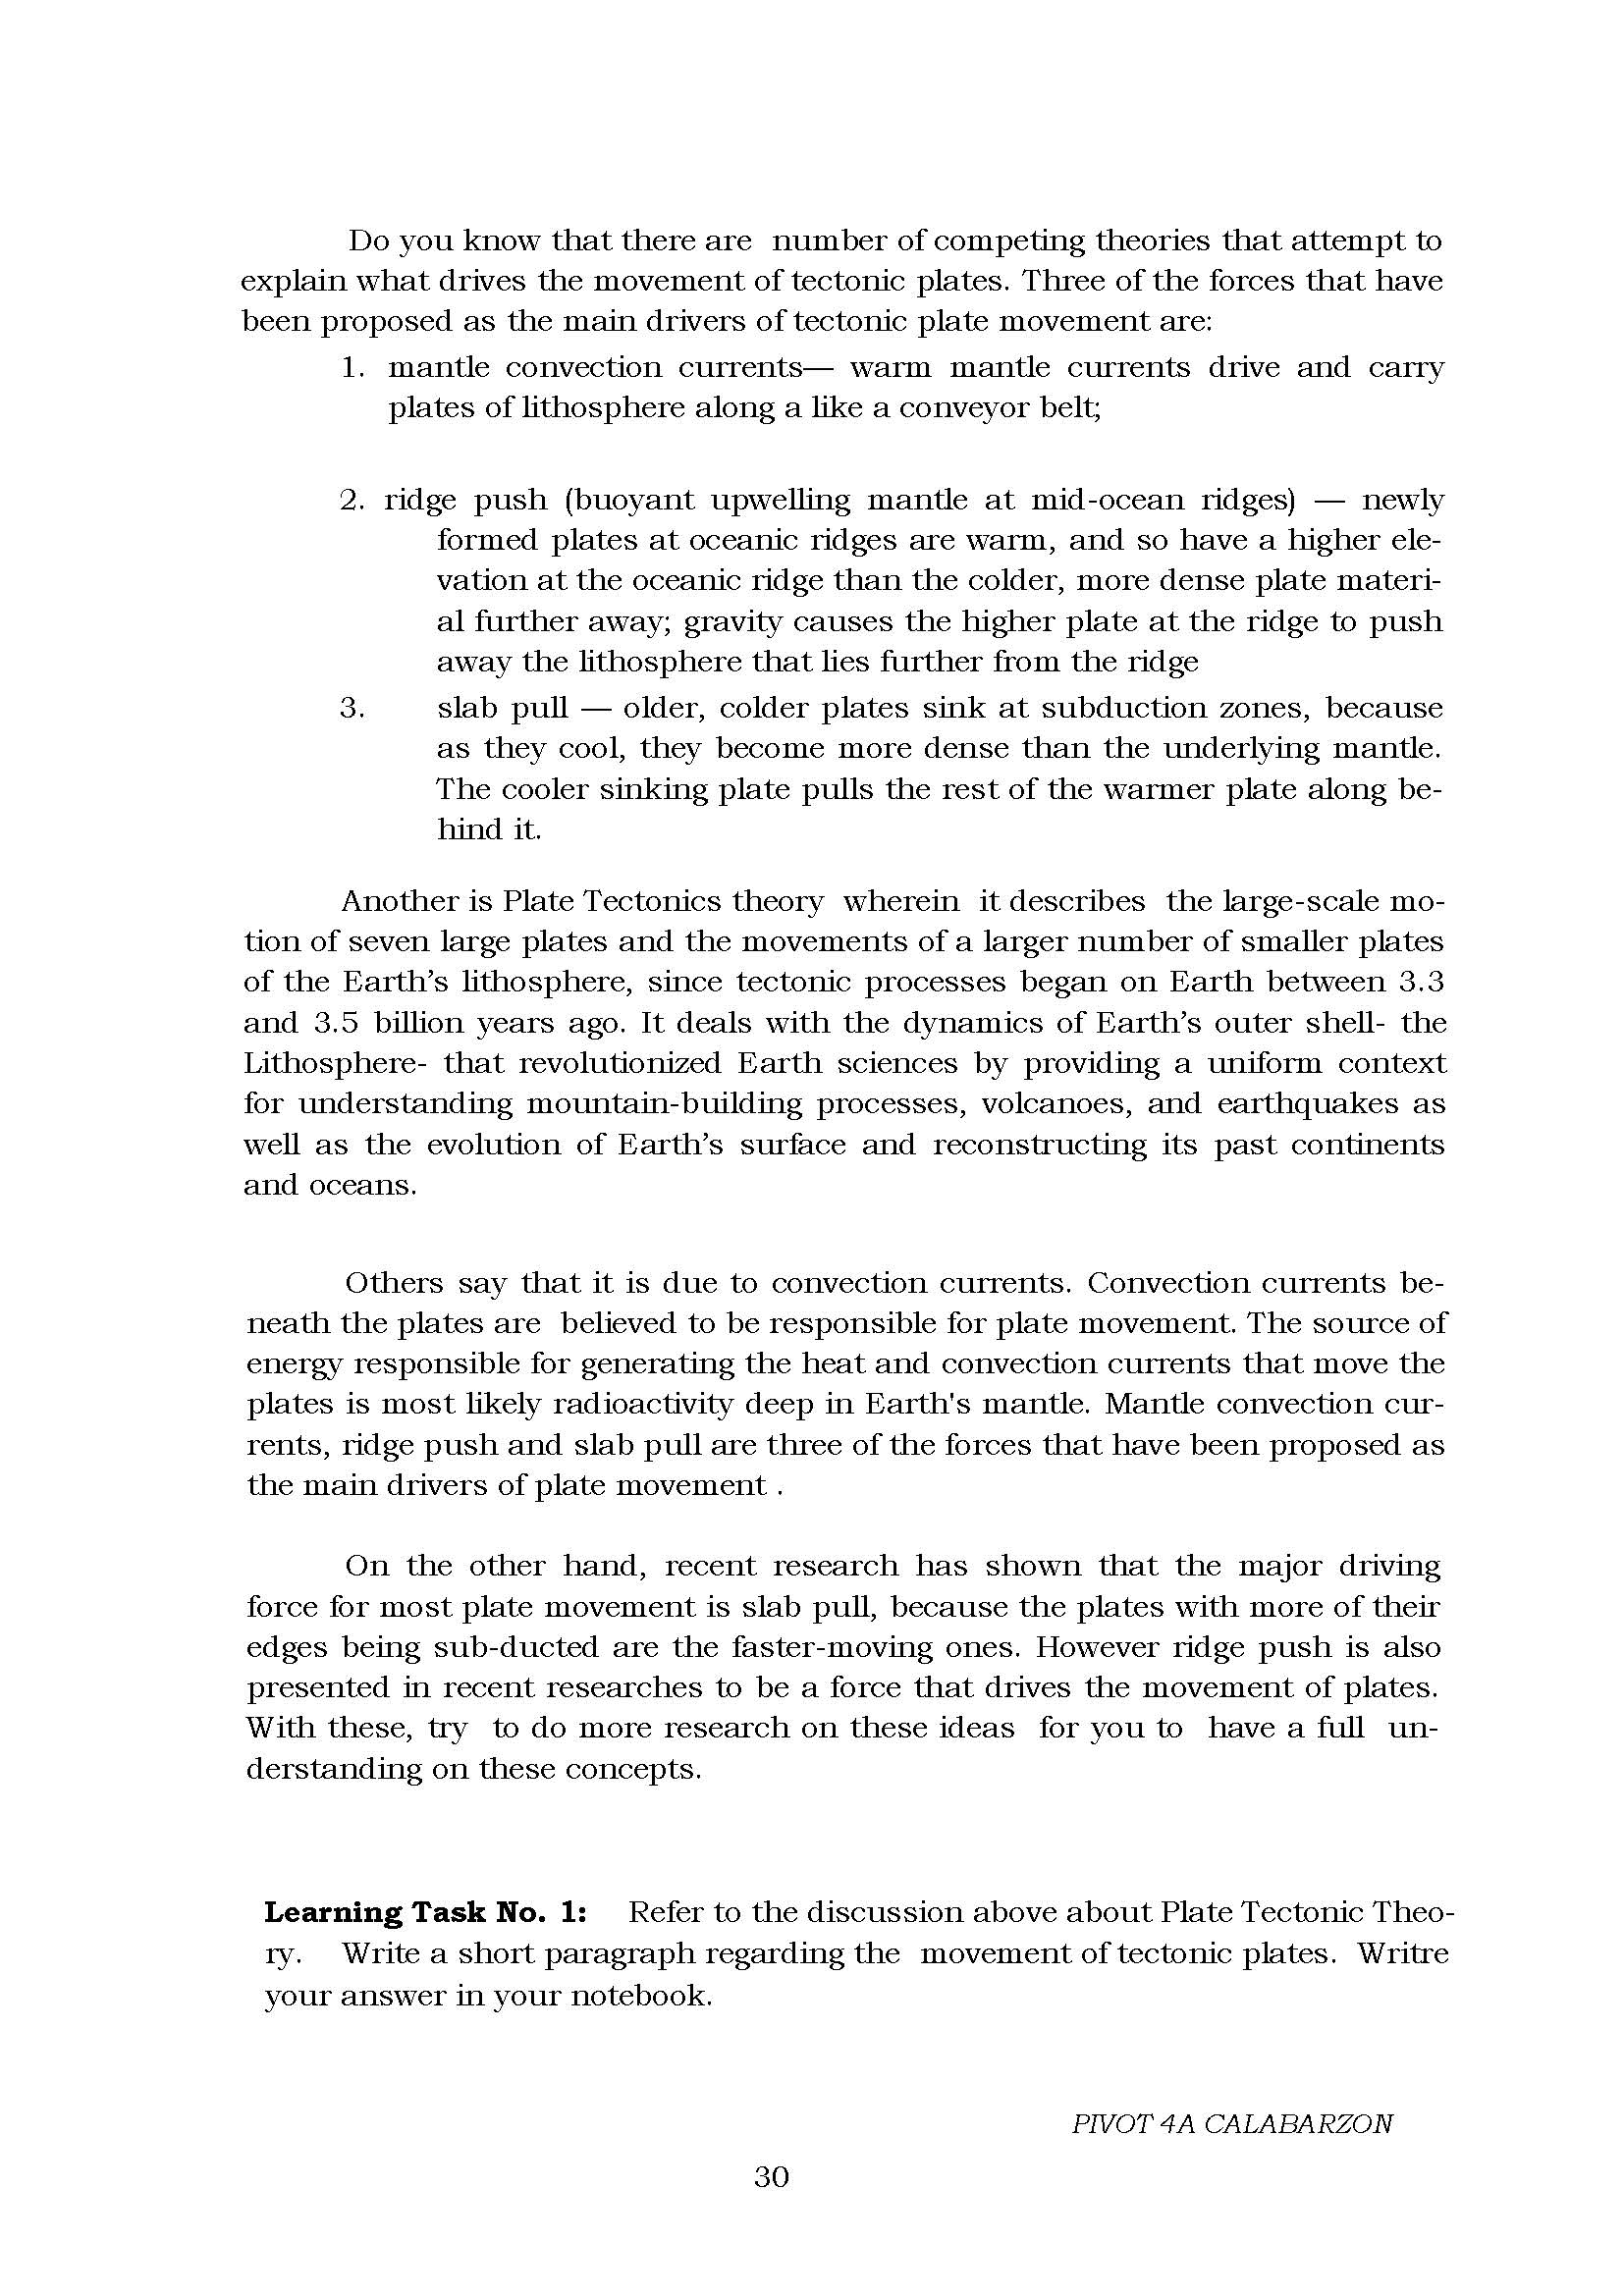 Do you know that there are  number of competing theories that attempt to
explain what drives the movement of tectonic plates. Three of the forces that have
been proposed as the main drivers of tectonic plate movement are:
1. mantle convection currents— warm mantle currents drive and carry
plates of lithosphere along a like a conveyor belt;
2. ridge push (buoyant upwelling mantle at mid-ocean ridges) — newly
formed plates at oceanic ridges are warm, and so have a higher ele-
vation at the oceanic ridge than the colder, more dense plate materi-
al further away; gravity causes the higher plate at the ridge to push
away the lithosphere that lies further from the ridge
3. slab pull — older, colder plates sink at subduction zones, because
as they cool, they become more dense than the underlying mantle.
The cooler sinking plate pulls the rest of the warmer plate along be-
hind it.
Another is Plate Tectonics theory  wherein  it describes  the large-scale mo-
tion of seven large plates and the movements of a larger number of smaller plates
of the Earth’s lithosphere, since tectonic processes began on Earth between 3.3
and 3.5 billion years ago. It deals with the dynamics of Earth’s outer shell- the
Lithosphere- that revolutionized Earth sciences by providing a uniform context
for understanding mountain-building processes, volcanoes, and earthquakes as
well as the evolution of Earth’s surface and reconstructing its past continents
and oceans.
Others say that it is due to convection currents. Convection currents be-
neath the plates are  believed to be responsible for plate movement. The source of
energy responsible for generating the heat and convection currents that move the
plates is most likely radioactivity deep in Earth's mantle. Mantle convection cur-
rents, ridge push and slab pull are three of the forces that have been proposed as
the main drivers of plate movement .
On the other hand, recent research has shown that the major driving
force for most plate movement is slab pull, because the plates with more of their
edges being sub-ducted are the faster-moving ones. However ridge push is also
presented in recent researches to be a force that drives the movement of plates.
With these, try  to do more research on these ideas  for you to  have a full  un-
derstanding on these concepts.
Learning Task No. 1: Refer to the discussion above about Plate Tectonic Theo-
ry. Write a short paragraph regarding the  movement of tectonic plates.  Writre
your answer in your notebook.
PIVOT 4A CALABARZON
30